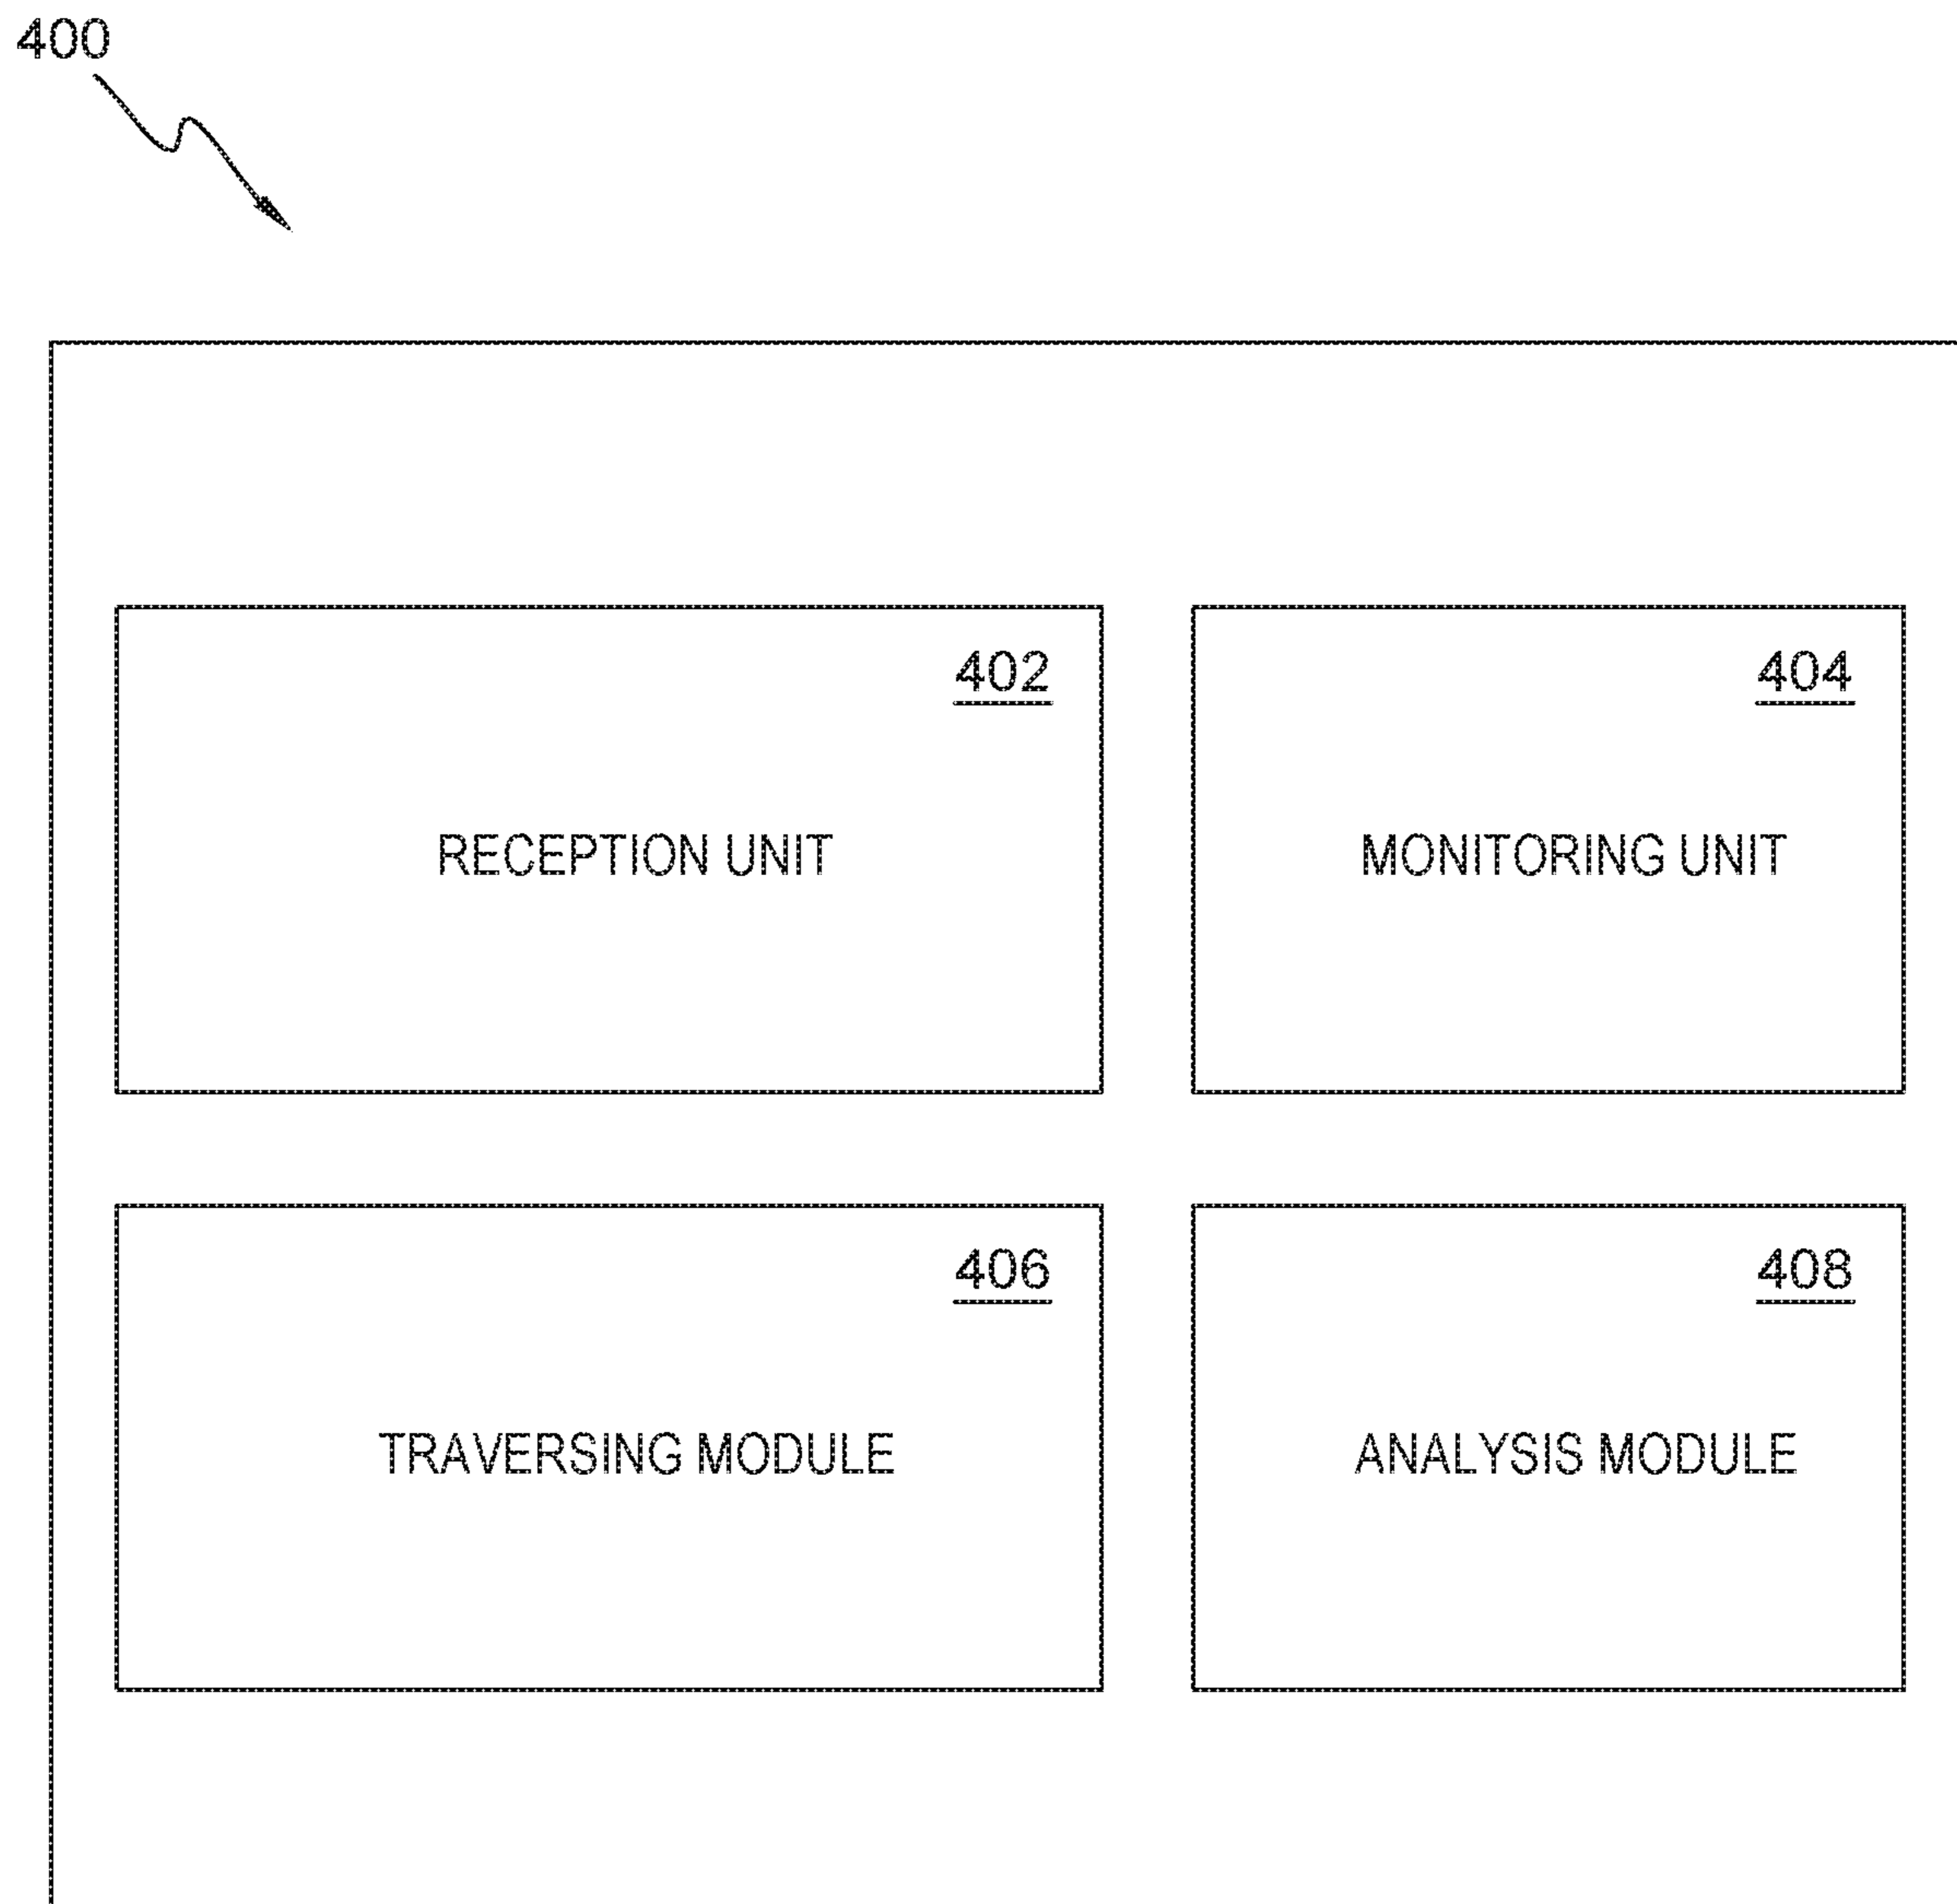 400
402
RECEPTION UNIT
404
MONITORING UNIT
406
TRAVERSING MODULE
408
ANALYSIS MODULE